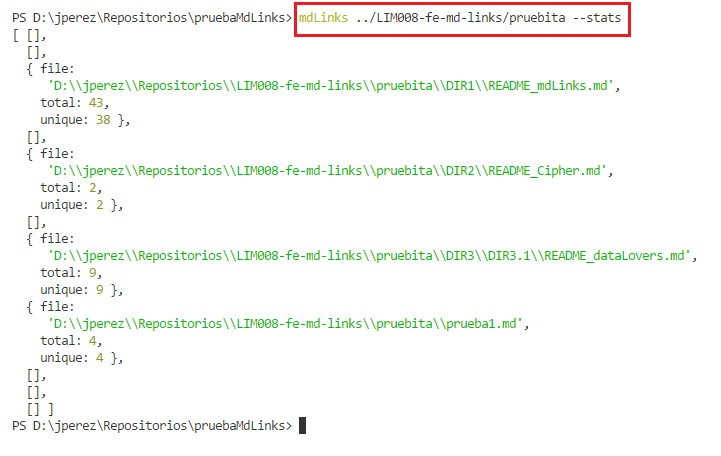 PS D:\jperez\Repositorios\pruebaMdLinks> mdLinks ../LIM008-fe-md-links/pruebita --stats
[ [],
  [],
  { file:
     'D:\\jperez\\Repositorios\\LIM008-fe-md-links\\pruebita\\DIR1\\README_mdLinks.md',
    total: 43,
    unique: 38 },
  [],
  { file:
     'D:\\jperez\\Repositorios\\LIM008-fe-md-links\\pruebita\\DIR2\\README_Cipher.md',
    total: 2,
    unique: 2 },
  [],
  { file:
     'D:\\jperez\\Repositorios\\LIM008-fe-md-links\\pruebita\\DIR3\\DIR3.1\\README_dataLovers.md',
    total: 9,
    unique: 9 },
  { file:
     'D:\\jperez\\Repositorios\\LIM008-fe-md-links\\pruebita\\prueba1.md',
    total: 4,
    unique: 4 },
  [],
  [],
  [] ]
PS D:\jperez\Repositorios\pruebaMdLinks>